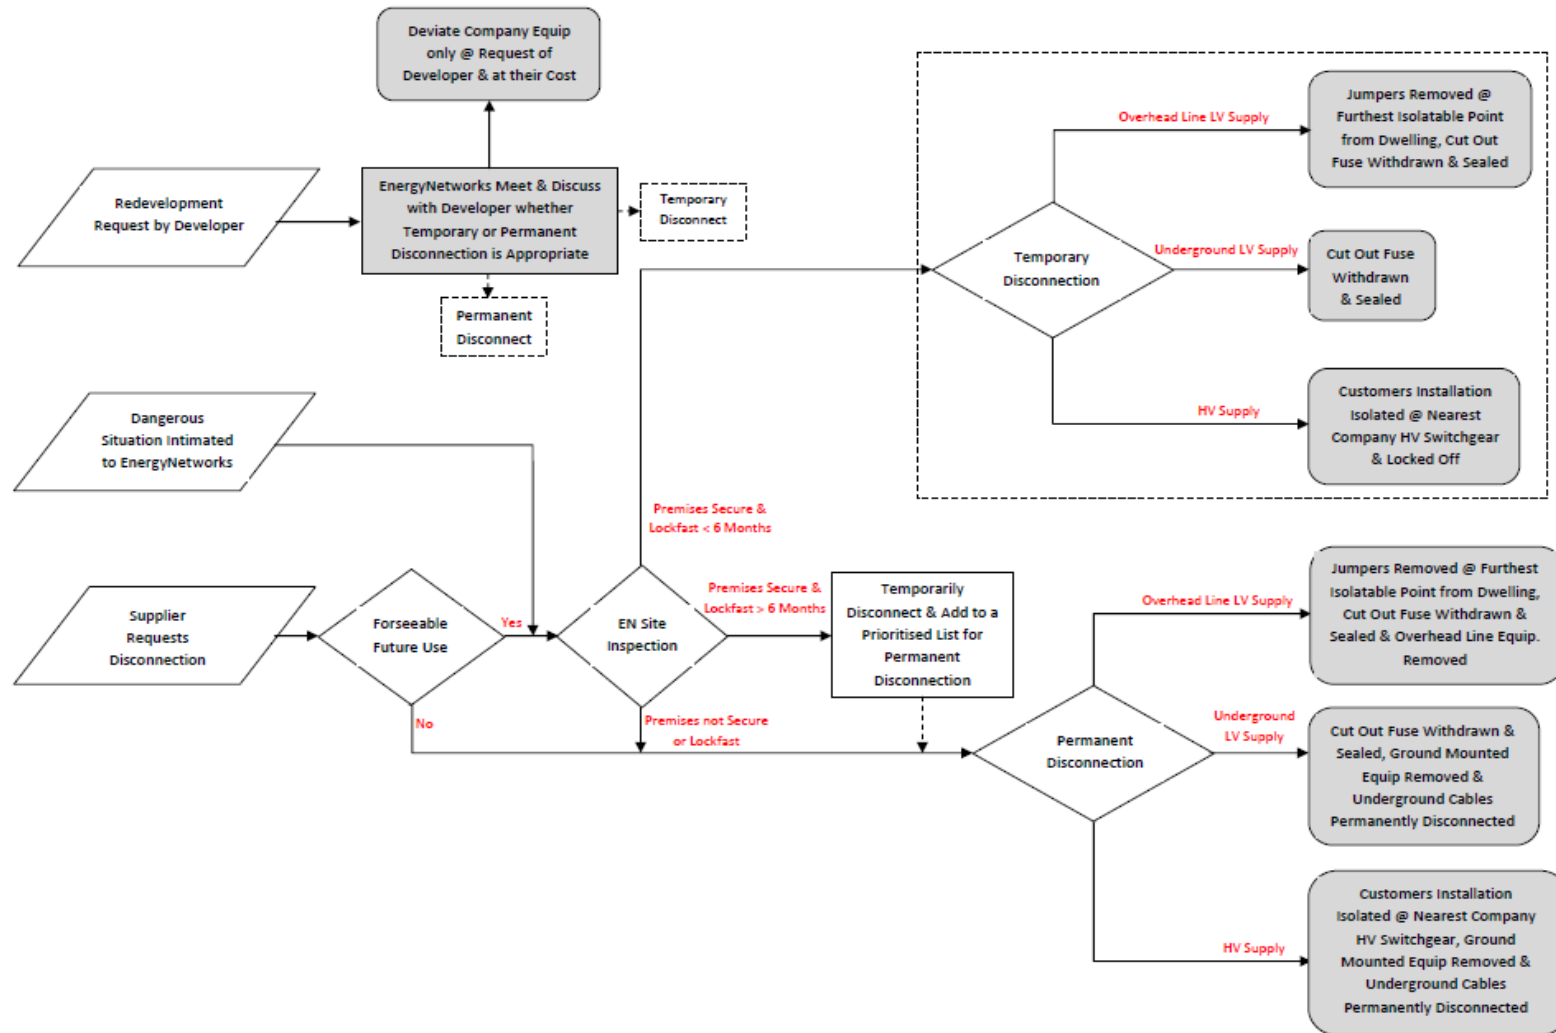 Deviate Company Equip
only @ Request of
Developer & at their Cost
Redevelopment
Request by Developer
EnergyNetworks Meet & Discuss
with Developer whether
Temporary or Permanent
Disconnection is Appropriate
Temporary
Disconnect
Permanent
Disconnect
Temporary
Disconnection
Overhead Line LV Supply
Jumpers Removed @
Furthest Isolatable Point
from Dwelling, Cut Out
Fuse Withdrawn & Sealed
Underground LV Supply
Cut Out Fuse
Withdrawn
& Sealed
HV Supply
Customers Installation
Isolated @ Nearest
Company HV Switchgear
& Locked Off
Dangerous
Situation Intimated
to EnergyNetworks
Supplier
Requests
Disconnection
Forseeable
Future Use
Yes
No
EN Site
Inspection
Premises Secure &
Lockfast < 6 Months
Premises Secure &
Lockfast > 6 Months
Premises not Secure
or Lockfast
Temporarily
Disconnect & Add to a
Prioritised List for
Permanent
Disconnection
Permanent
Disconnection
Overhead Line LV Supply
Jumpers Removed @ Furthest
Isolatable Point from Dwelling,
Cut Out Fuse Withdrawn &
Sealed & Overhead Line Equip.
Removed
Underground
LV Supply
Cut Out Fuse Withdrawn &
Sealed, Ground Mounted
Equip Removed &
Underground Cables
Permanently Disconnected
HV Supply
Customers Installation
Isolated @ Nearest Company
HV Switchgear, Ground
Mounted Equip Removed &
Underground Cables
Permanently Disconnected